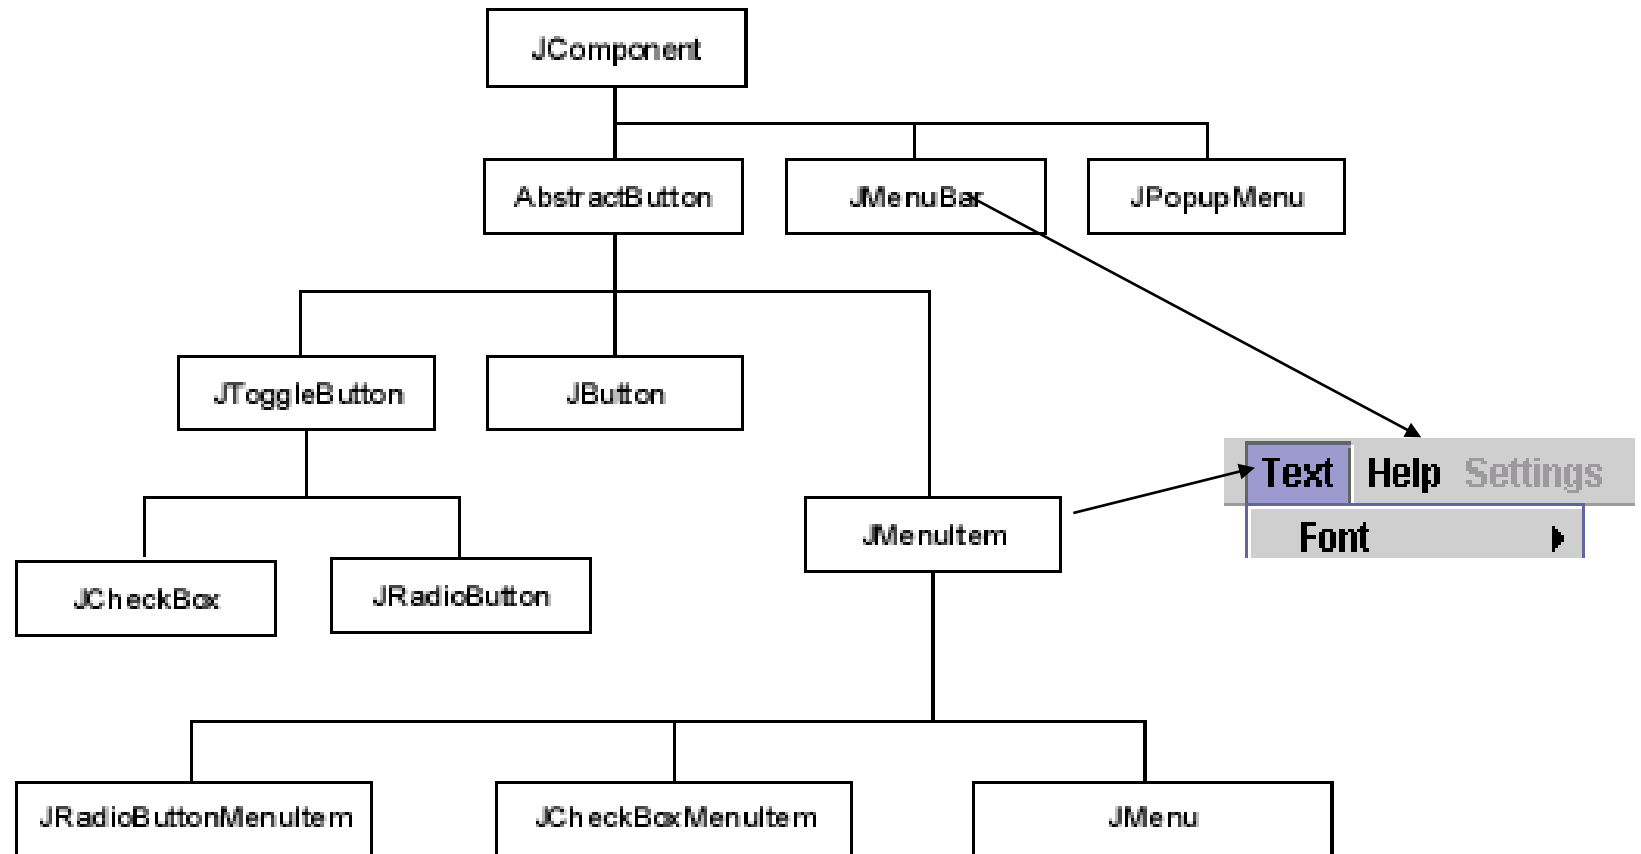 JComponent
AbstractButton
JMenuBar
JPopupMenu
JToggleButton
JButton
Text Help Settings
Font
JMenuItem
JCheckBox
JRadioButton
JRadioButtonMenuItem
JCheckBoxMenuItem
JMenu